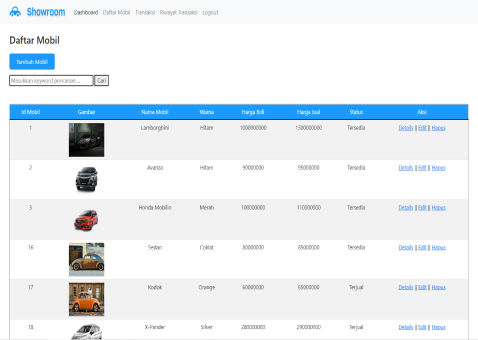 Showroom Dashboard Daftar Mobil Transaksi Riwayat Transaksi Logout
Daftar Mobil
Tambah Mobil
Masukkan keyword pencarian ... Cari
Id Mobil Gambar Nama Mobil Warna Harga Beli Harga Jual Status Aksi
1 Lamborghini Hitam 1000000000 1300000000 Tersedia Details || Edit || Hapus
2 Avanza Hitam 90000000 95000000 Tersedia Details || Edit || Hapus
3 Honda Mobilio Merah 100000000 110000000 Tersedia Details || Edit || Hapus
16 Sedan Coklat 80000000 85000000 Tersedia Details || Edit || Hapus
17 Kodok Orange 60000000 65000000 Terjual Details || Edit || Hapus
18 X-Pander Silver 280000000 290000000 Terjual Details || Edit || Hapus